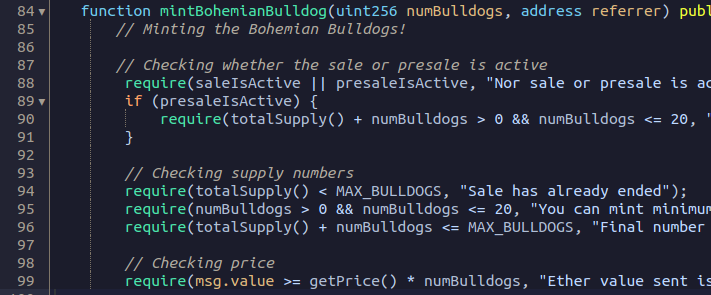 84 function mintBohemianBulldog(uint256 numBulldogs, address referrer) publ
85 // Minting the Bohemian Bulldogs!
86
87 // Checking whether the sale or presale is active
88 require(saleIsActive || presaleIsActive, "Nor sale or presale is ac
89 if (presaleIsActive) {
90 require(totalSupply() + numBulldogs > 0 && numBulldogs <= 20, "
91 }
92
93 // Checking supply numbers
94 require(totalSupply() < MAX_BULLDOGS, "Sale has already ended");
95 require(numBulldogs > 0 && numBulldogs <= 20, "You can mint minimum
96 require(totalSupply() + numBulldogs <= MAX_BULLDOGS, "Final number
97
98 // Checking price
99 require(msg.value >= getPrice() * numBulldogs, "Ether value sent is